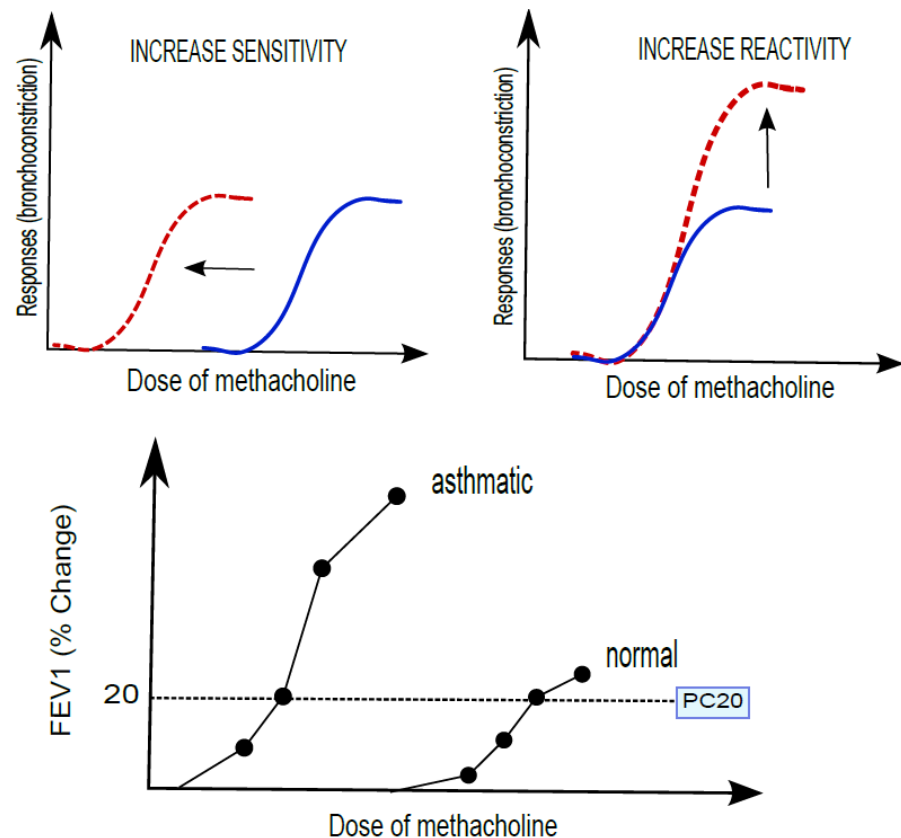 INCREASE SENSITIVITY
Responses (bronchoconstriction)
Dose of methacholine
INCREASE REACTIVITY
Responses (bronchoconstriction)
Dose of methacholine
asthmatic
normal
FEV1 (% Change)
20
PC20
Dose of methacholine